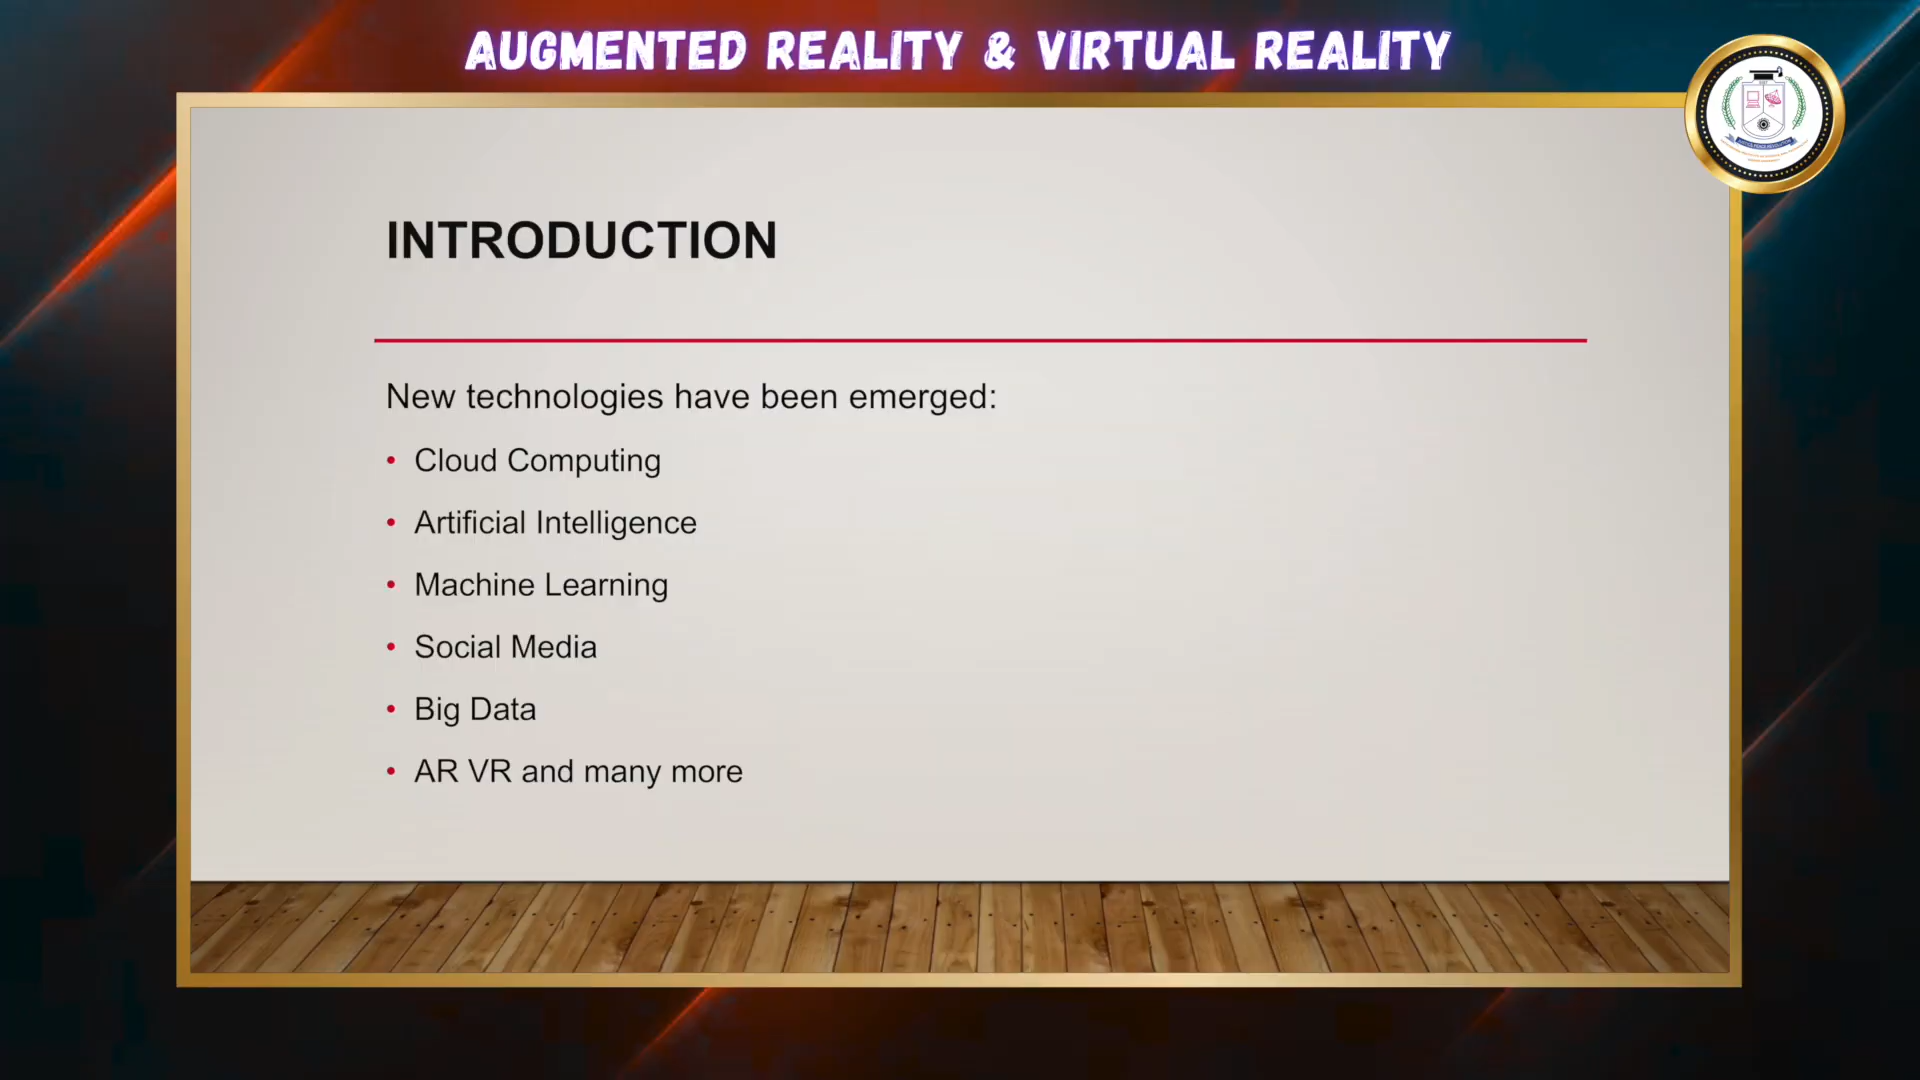 AUGMENTED REALITY & VIRTUAL REALITY
INTRODUCTION
New technologies have been emerged:
• Cloud Computing
• Artificial Intelligence
• Machine Learning
• Social Media
• Big Data
• AR VR and many more